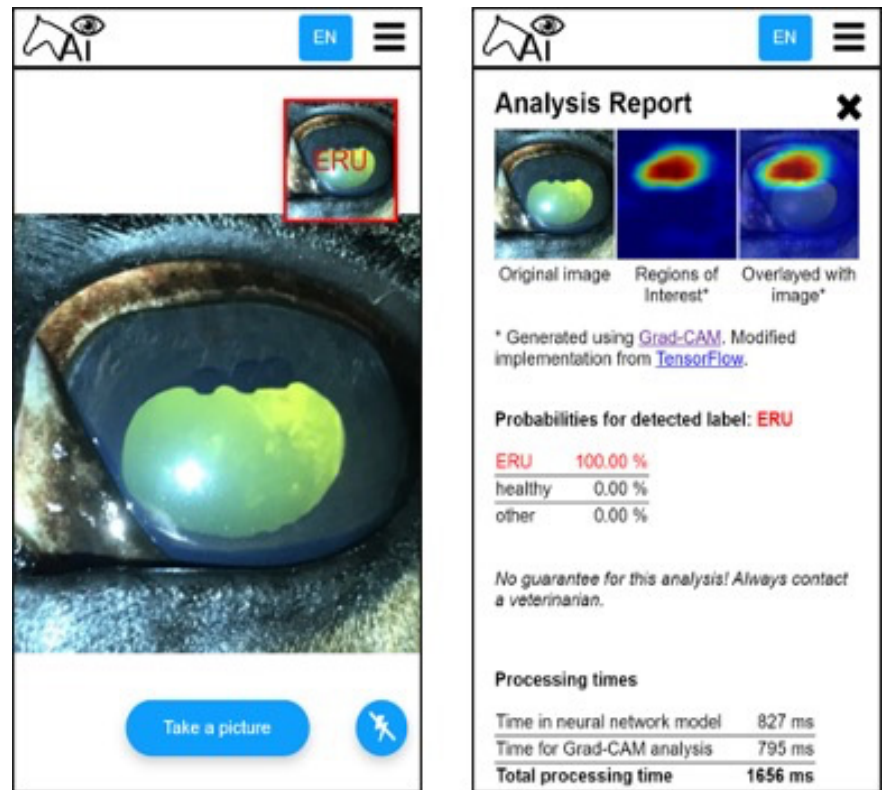 AI
EN
ERU
Take a picture
AI
EN
Analysis Report
Original image
Regions of
Interest*
Overlayed with
image*
* Generated using Grad-CAM. Modified
implementation from TensorFlow.
Probabilities for detected label: ERU
ERU 100.00 %
healthy 0.00 %
other 0.00 %
No guarantee for this analysis! Always contact
a veterinarian.
Processing times
Time in neural network model 827 ms
Time for Grad-CAM analysis 795 ms
Total processing time 1656 ms